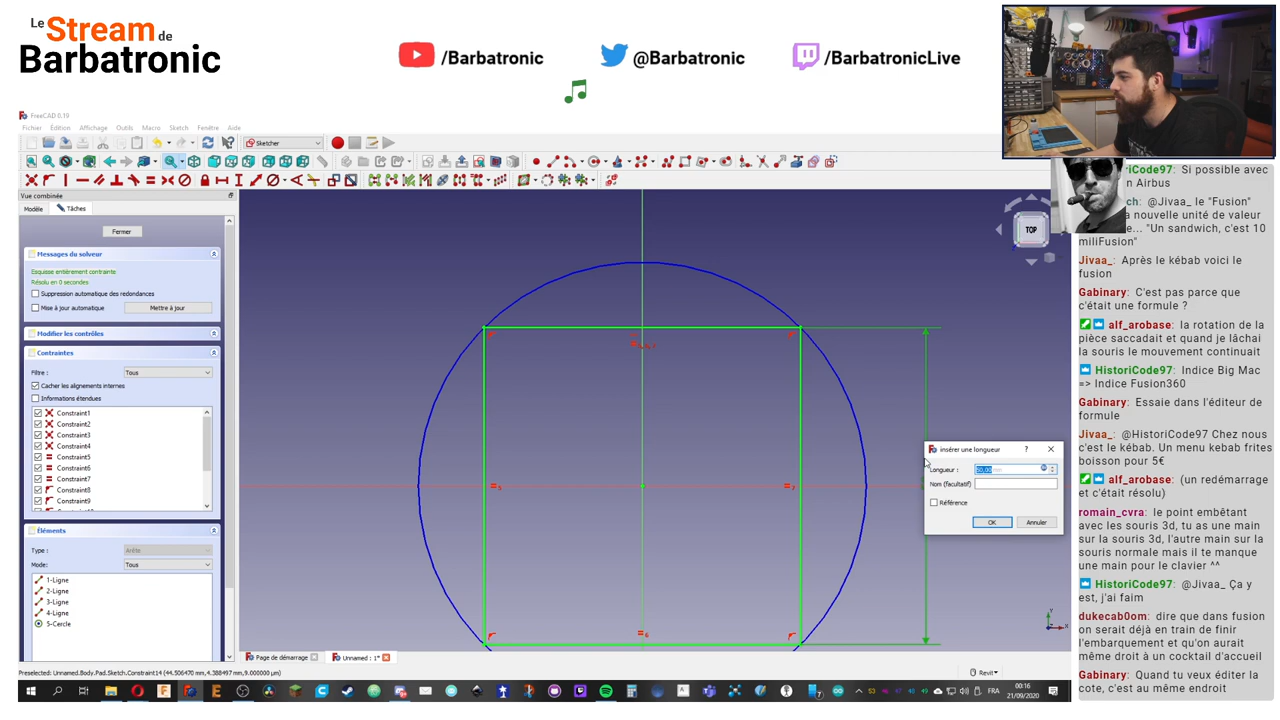 Le Stream de
Barbatronic
/Barbatronic
@Barbatronic
/BarbatronicLive
FreeCAD 0.19
Fichier Édition Affichage Outils Macro Sketch Fenêtre Aide
Sketcher
Vue combinée
Modèle Tâches
Fermer
Messages du solveur
Esquisse entièrement contrainte
Résolu en 0 secondes
Suppression automatique des redondances
Mise à jour automatique
Mettre à jour
Modifier les contrôles
Contraintes
Filtre : Tous
Cacher les alignements internes
Informations étendues
Constraint1
Constraint2
Constraint3
Constraint4
Constraint5
Constraint6
Constraint7
Constraint8
Constraint9
Éléments
Type : Arête
Mode: Tous
1-Ligne
2-Ligne
3-Ligne
4-Ligne
5-Cercle
TOP
insérer une longueur
Longueur :
Nom (facultatif)
Référence
OK Annuler
Page de démarrage
Unnamed : 1*
Preselected: Unnamed.Body.Pad.Sketch.Constraint14 (44.506470 mm,4.388497 mm,9.000000 µm)
Revit
FRA
00:16
21/09/2020
riCode97: Si possible avec
n Airbus
ch: @Jivaa_ le "Fusion"
a nouvelle unité de valeur
e... "Un sandwich, c'est 10
miliFusion"
Jivaa_: Après le kébab voici le
fusion
Gabinary: C'est pas parce que
c'était une formule ?
alf_arobase: la rotation de la
pièce saccadait et quand je lâchai
la souris le mouvement continuait
HistoriCode97: Indice Big Mac
=> Indice Fusion360
Gabinary: Essaie dans l'éditeur de
formule
Jivaa_: @HistoriCode97 Chez nous
c'est le kébab. Un menu kebab frites
boisson pour 5€
alf_arobase: (un redémarrage
et c'était résolu)
romain_cvra: le point embêtant
avec les souris 3d, tu as une main
sur la souris 3d, l'autre main sur la
souris normale mais il te manque
une main pour le clavier ^^
HistoriCode97: @Jivaa_ Ça y
est, j'ai faim
dukecab0om: dire que dans fusion
on serait déjà en train de finir
l'embarquement et qu'on aurait
même droit à un cocktail d'accueil
Gabinary: Quand tu veux éditer la
cote, c'est au même endroit